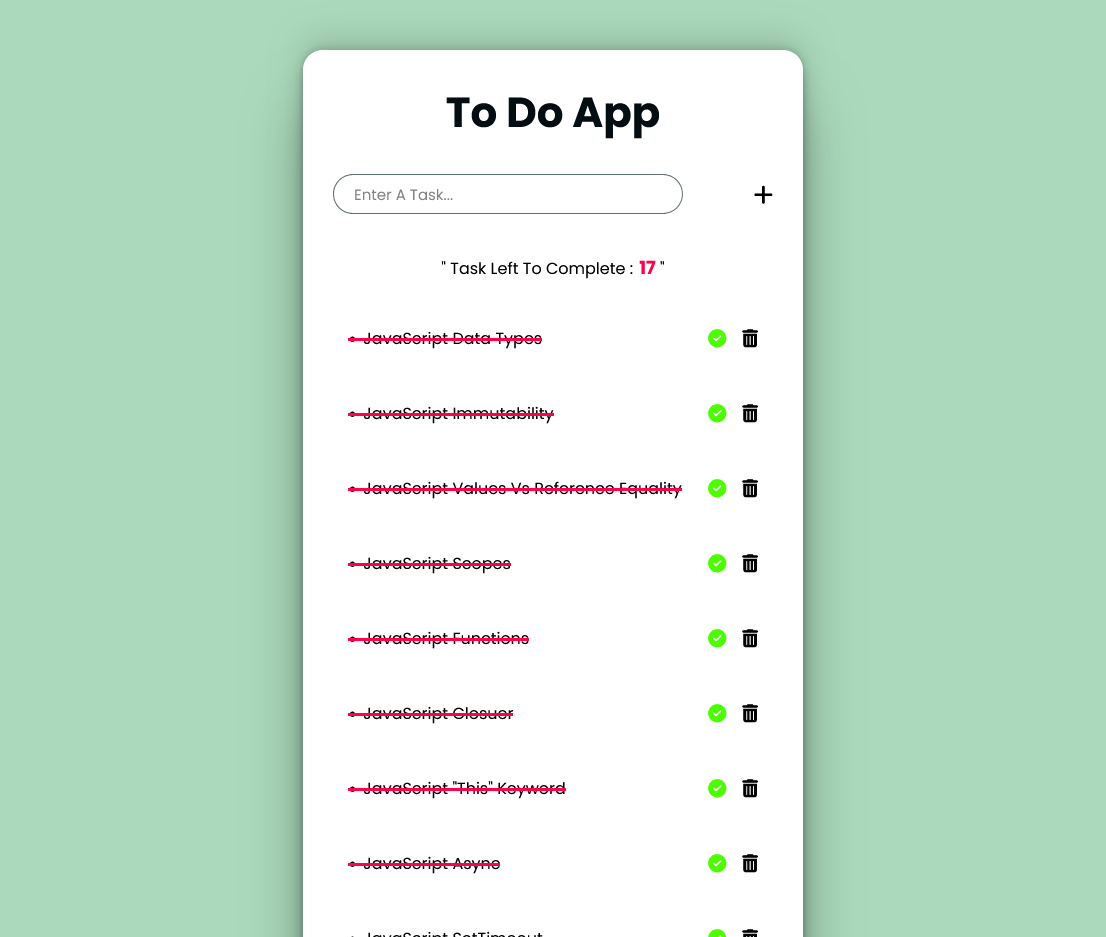 To Do App
Enter A Task...
" Task Left To Complete : 17 "
• JavaScript Data Types
• JavaScript Immutability
• JavaScript Values Vs Reference Equality
• JavaScript Scopes
• JavaScript Functions
• JavaScript Closuer
• JavaScript "This" Keyword
• JavaScript Async
• JavaScript SetTimeout